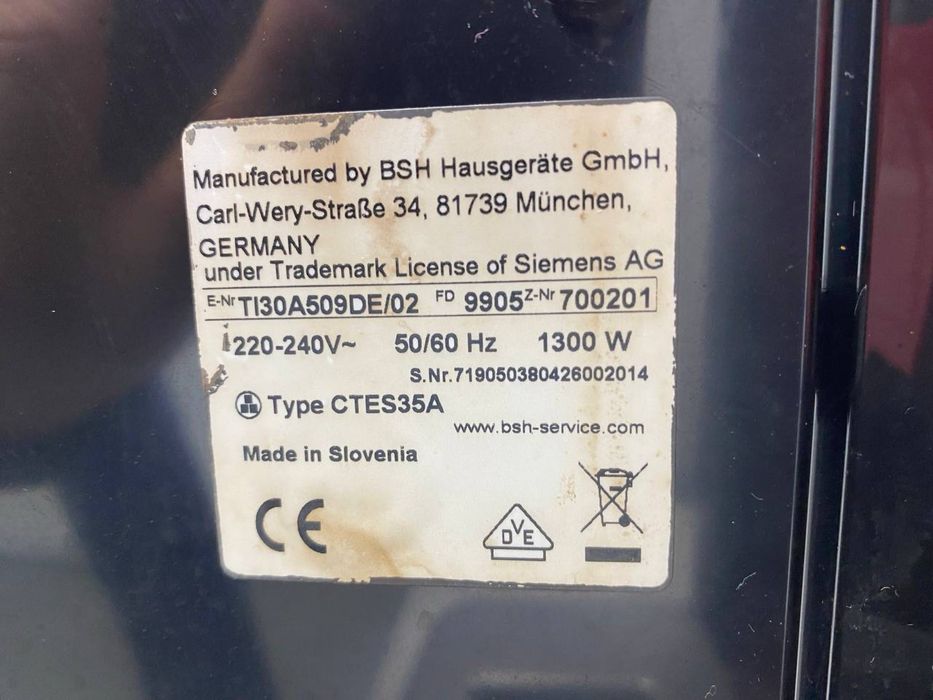 Manufactured by BSH Hausgeräte GmbH,
Carl-Wery-Straße 34, 81739 München,
GERMANY
under Trademark License of Siemens AG
E-Nr TI30A509DE/02 FD 9905 Z-Nr 700201
220-240V~ 50/60 Hz 1300 W
S.Nr.719050380426002014
Type CTES35A
www.bsh-service.com
Made in Slovenia
CE
DVE